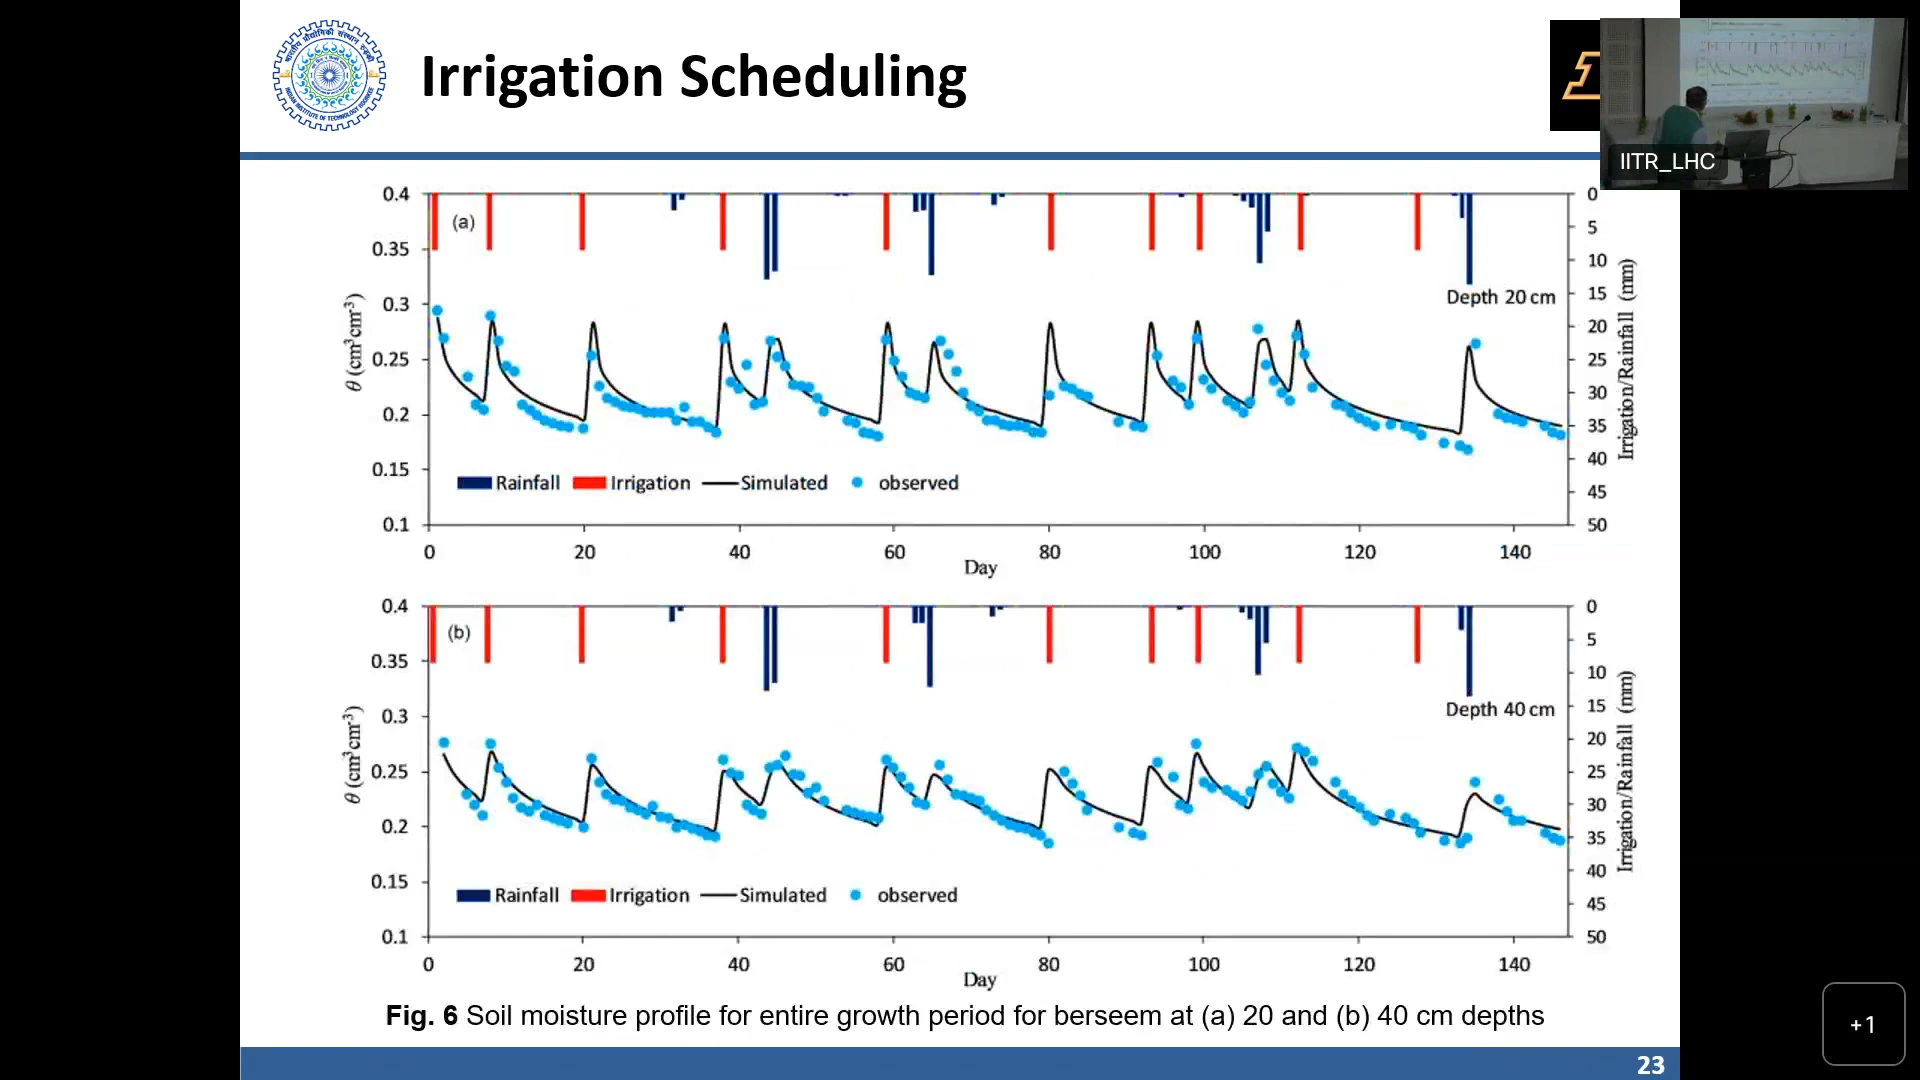 Irrigation Scheduling
IITR_LHC
INDIAN INSTITUTE OF TECHNOLOGY ROORKEE
0.4
0.35
0.3
0.25
0.2
0.15
0.1
θ (cm³cm⁻³)
(a)
Depth 20 cm
Rainfall Irrigation Simulated observed
0 20 40 60 80 100 120 140
Day
0
5
10
15
20
25
30
35
40
45
50
Irrigation/Rainfall (mm)
0.4
0.35
0.3
0.25
0.2
0.15
0.1
θ (cm³cm⁻³)
(b)
Depth 40 cm
Rainfall Irrigation Simulated observed
0 20 40 60 80 100 120 140
Day
0
5
10
15
20
25
30
35
40
45
50
Irrigation/Rainfall (mm)
Fig. 6 Soil moisture profile for entire growth period for berseem at (a) 20 and (b) 40 cm depths
+1
23